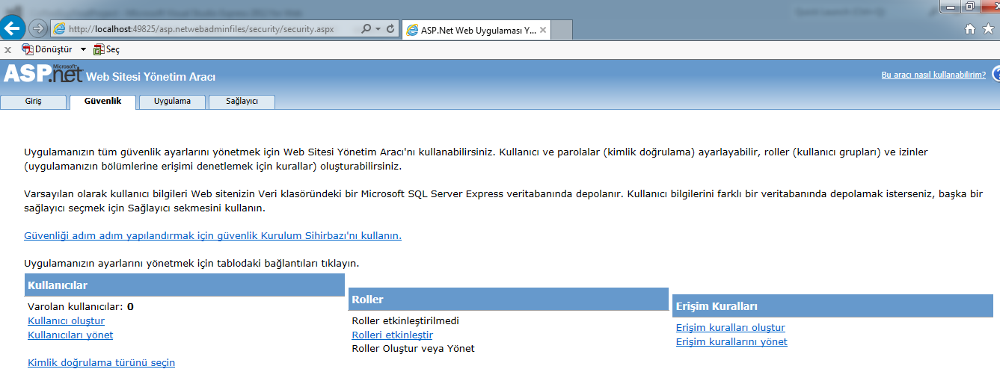 http://localhost:49825/asp.netwebadminfiles/security/security.aspx
ASP.Net Web Uygulaması Y...
x Dönüştür Seç
Microsoft
ASP.net Web Sitesi Yönetim Aracı
Bu aracı nasıl kullanabilirim? ?
Giriş Güvenlik Uygulama Sağlayıcı
Uygulamanızın tüm güvenlik ayarlarını yönetmek için Web Sitesi Yönetim Aracı'nı kullanabilirsiniz. Kullanıcı ve parolalar (kimlik doğrulama) ayarlayabilir, roller (kullanıcı grupları) ve izinler
(uygulamanızın bölümlerine erişimi denetlemek için kurallar) oluşturabilirsiniz.
Varsayılan olarak kullanıcı bilgileri Web sitenizin Veri klasöründeki bir Microsoft SQL Server Express veritabanında depolanır. Kullanıcı bilgilerini farklı bir veritabanında depolamak isterseniz, başka bir
sağlayıcı seçmek için Sağlayıcı sekmesini kullanın.
Güvenliği adım adım yapılandırmak için güvenlik Kurulum Sihirbazı'nı kullanın.
Uygulamanızın ayarlarını yönetmek için tablodaki bağlantıları tıklayın.
Kullanıcılar
Varolan kullanıcılar: 0
Kullanıcı oluştur
Kullanıcıları yönet
Kimlik doğrulama türünü seçin
Roller
Roller etkinleştirilmedi
Rolleri etkinleştir
Roller Oluştur veya Yönet
Erişim Kuralları
Erişim kuralları oluştur
Erişim kurallarını yönet